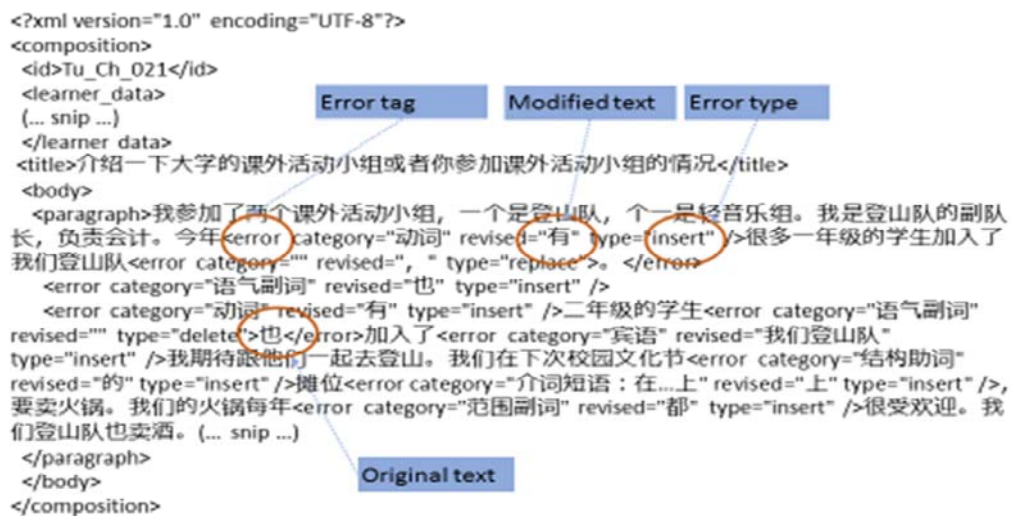 <?xml version="1.0" encoding="UTF-8"?>
<composition>
<id>Tu_Ch_021</id>
<learner_data>
Error tag
Modified text
Error type
(... snip ...)
</learner data>
<title>介绍一下大学的课外活动小组或者你参加课外活动小组的情况</title>
<body>
<paragraph>我参加了两个课外活动小组，一个是登山队，个一是轻音乐组。我是登山队的副队
长，负责会计。今年<error category="动词" revised="有" type="insert" />很多一年级的学生加入了
我们登山队<error category="" revised="，" type="replace">。</error>
<error category="语气副词" revised="也" type="insert" />
<error category="动词" revised="有" type="insert" />二年级的学生<error category="语气副词"
revised="" type="delete">也</error>加入了<error category="宾语" revised="我们登山队"
type="insert" />我期待跟他们一起去登山。我们在下次校园文化节<error category="结构助词"
revised="的" type="insert" />摊位<error category="介词短语：在...上" revised="上" type="insert" />，
要卖火锅。我们的火锅每年<error category="范围副词" revised="都" type="insert" />很受欢迎。我
们登山队也卖酒。(... snip ...)
</paragraph>
Original text
</body>
</composition>